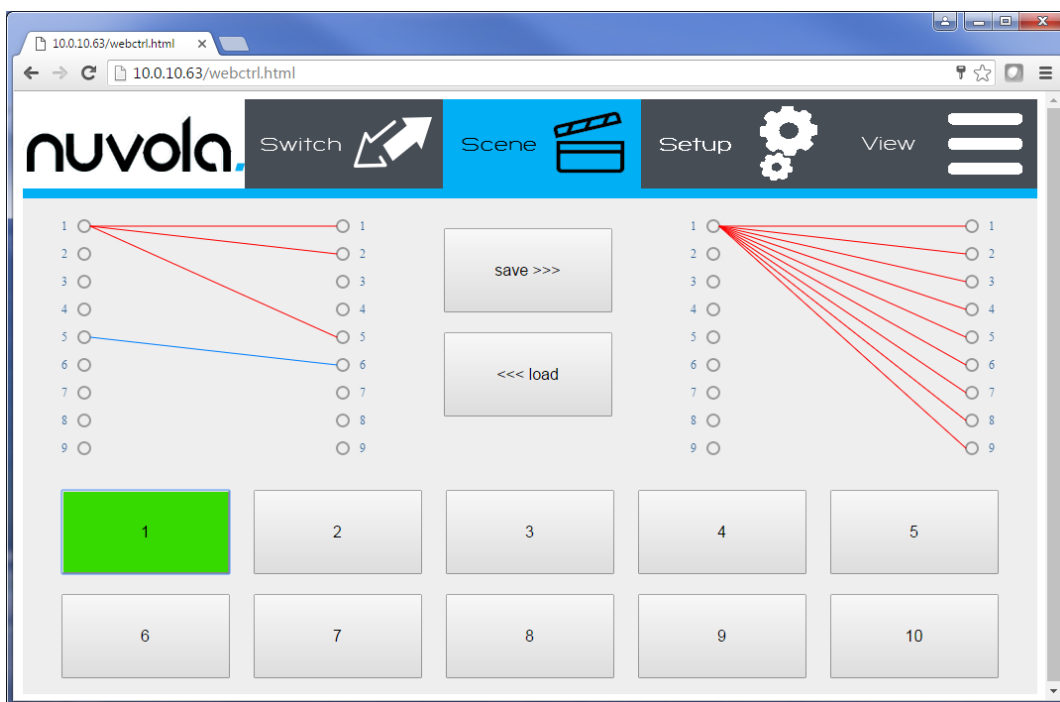 10.0.10.63/webctrl.html
10.0.10.63/webctrl.html
nuvola.
Switch
Scene
Setup
View
1 1 1 1
2 2 2 2
3 3 3 3
4 4 4 4
5 5 5 5
6 6 6 6
7 7 7 7
8 8 8 8
9 9 9 9
save >>>
<<< load
1 2 3 4 5
6 7 8 9 10